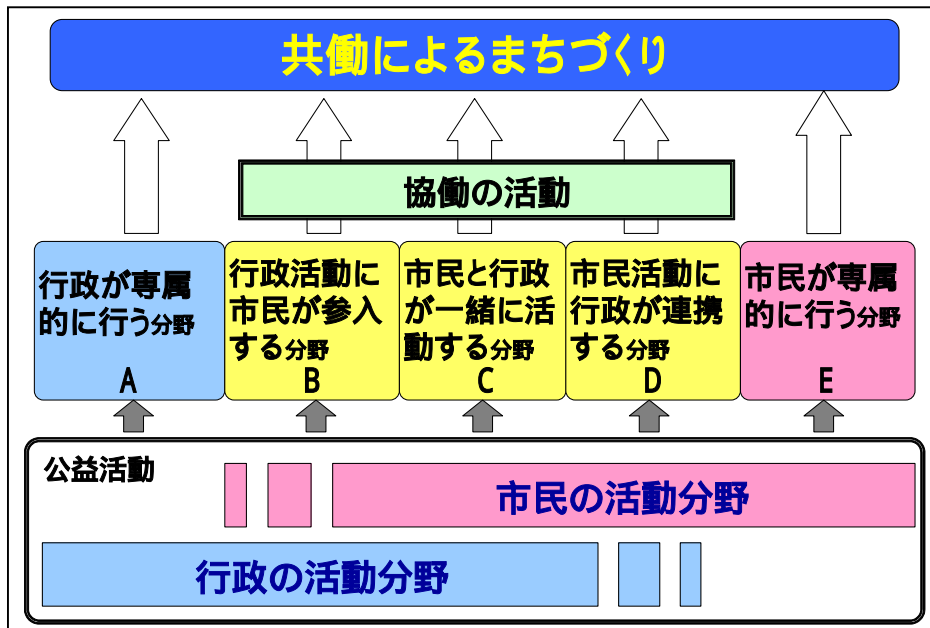 共働によるまちづくり
協働の活動
行政が専属
的に行う分野
A
行政活動に
市民が参入
する分野
B
市民と行政
が一緒に活
動する分野
C
市民活動に
行政が連携
する分野
D
市民が専属
的に行う分野
E
公益活動
市民の活動分野
行政の活動分野